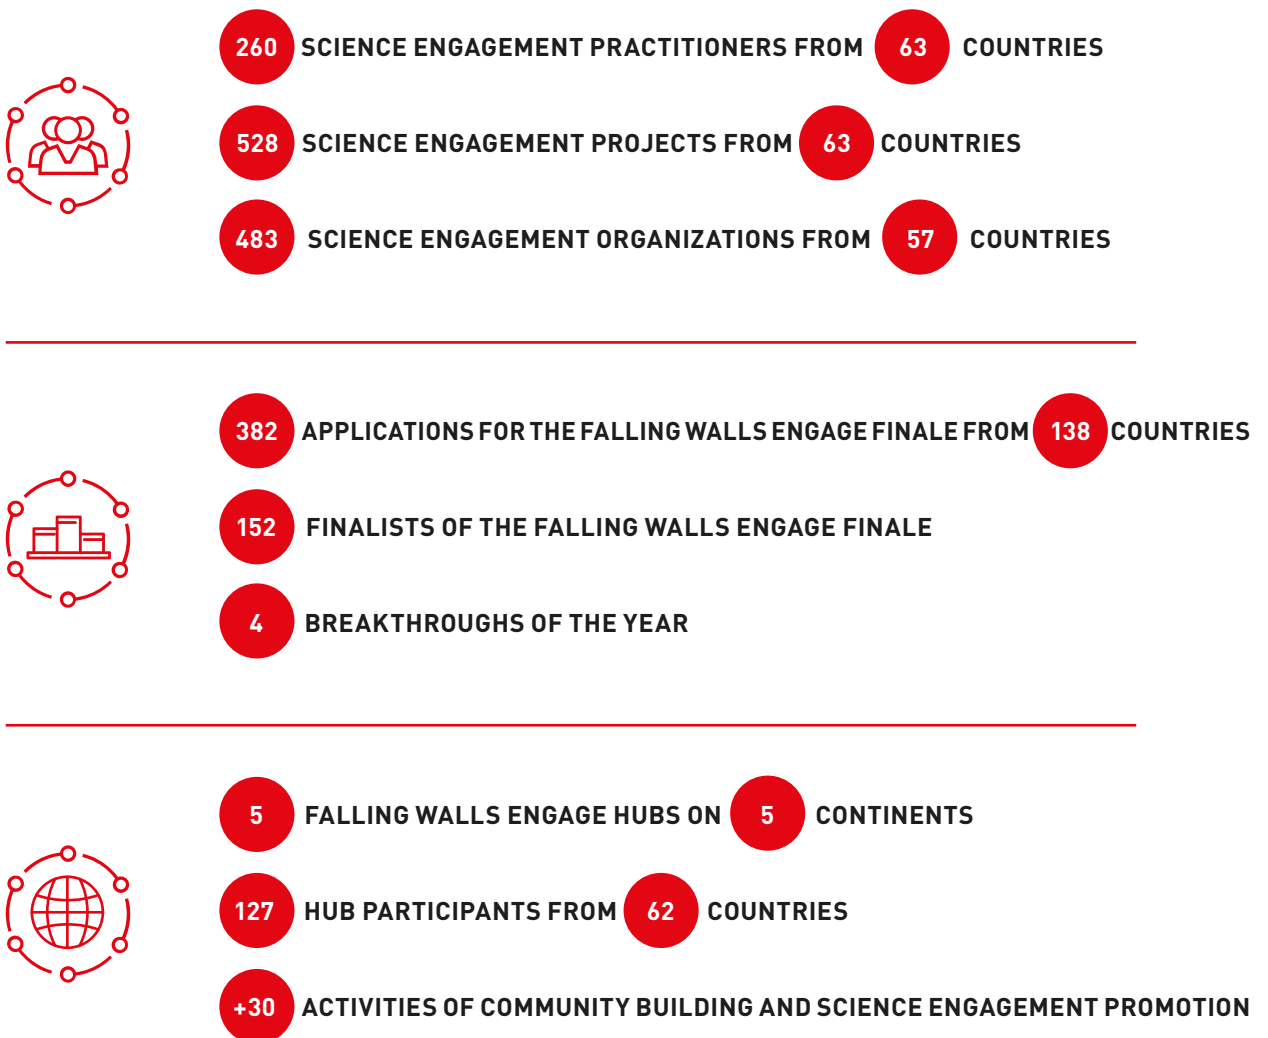 260 SCIENCE ENGAGEMENT PRACTITIONERS FROM 63 COUNTRIES
528 SCIENCE ENGAGEMENT PROJECTS FROM 63 COUNTRIES
483 SCIENCE ENGAGEMENT ORGANIZATIONS FROM 57 COUNTRIES
382 APPLICATIONS FOR THE FALLING WALLS ENGAGE FINALE FROM 138 COUNTRIES
152 FINALISTS OF THE FALLING WALLS ENGAGE FINALE
4 BREAKTHROUGHS OF THE YEAR
5 FALLING WALLS ENGAGE HUBS ON 5 CONTINENTS
127 HUB PARTICIPANTS FROM 62 COUNTRIES
+30 ACTIVITIES OF COMMUNITY BUILDING AND SCIENCE ENGAGEMENT PROMOTION